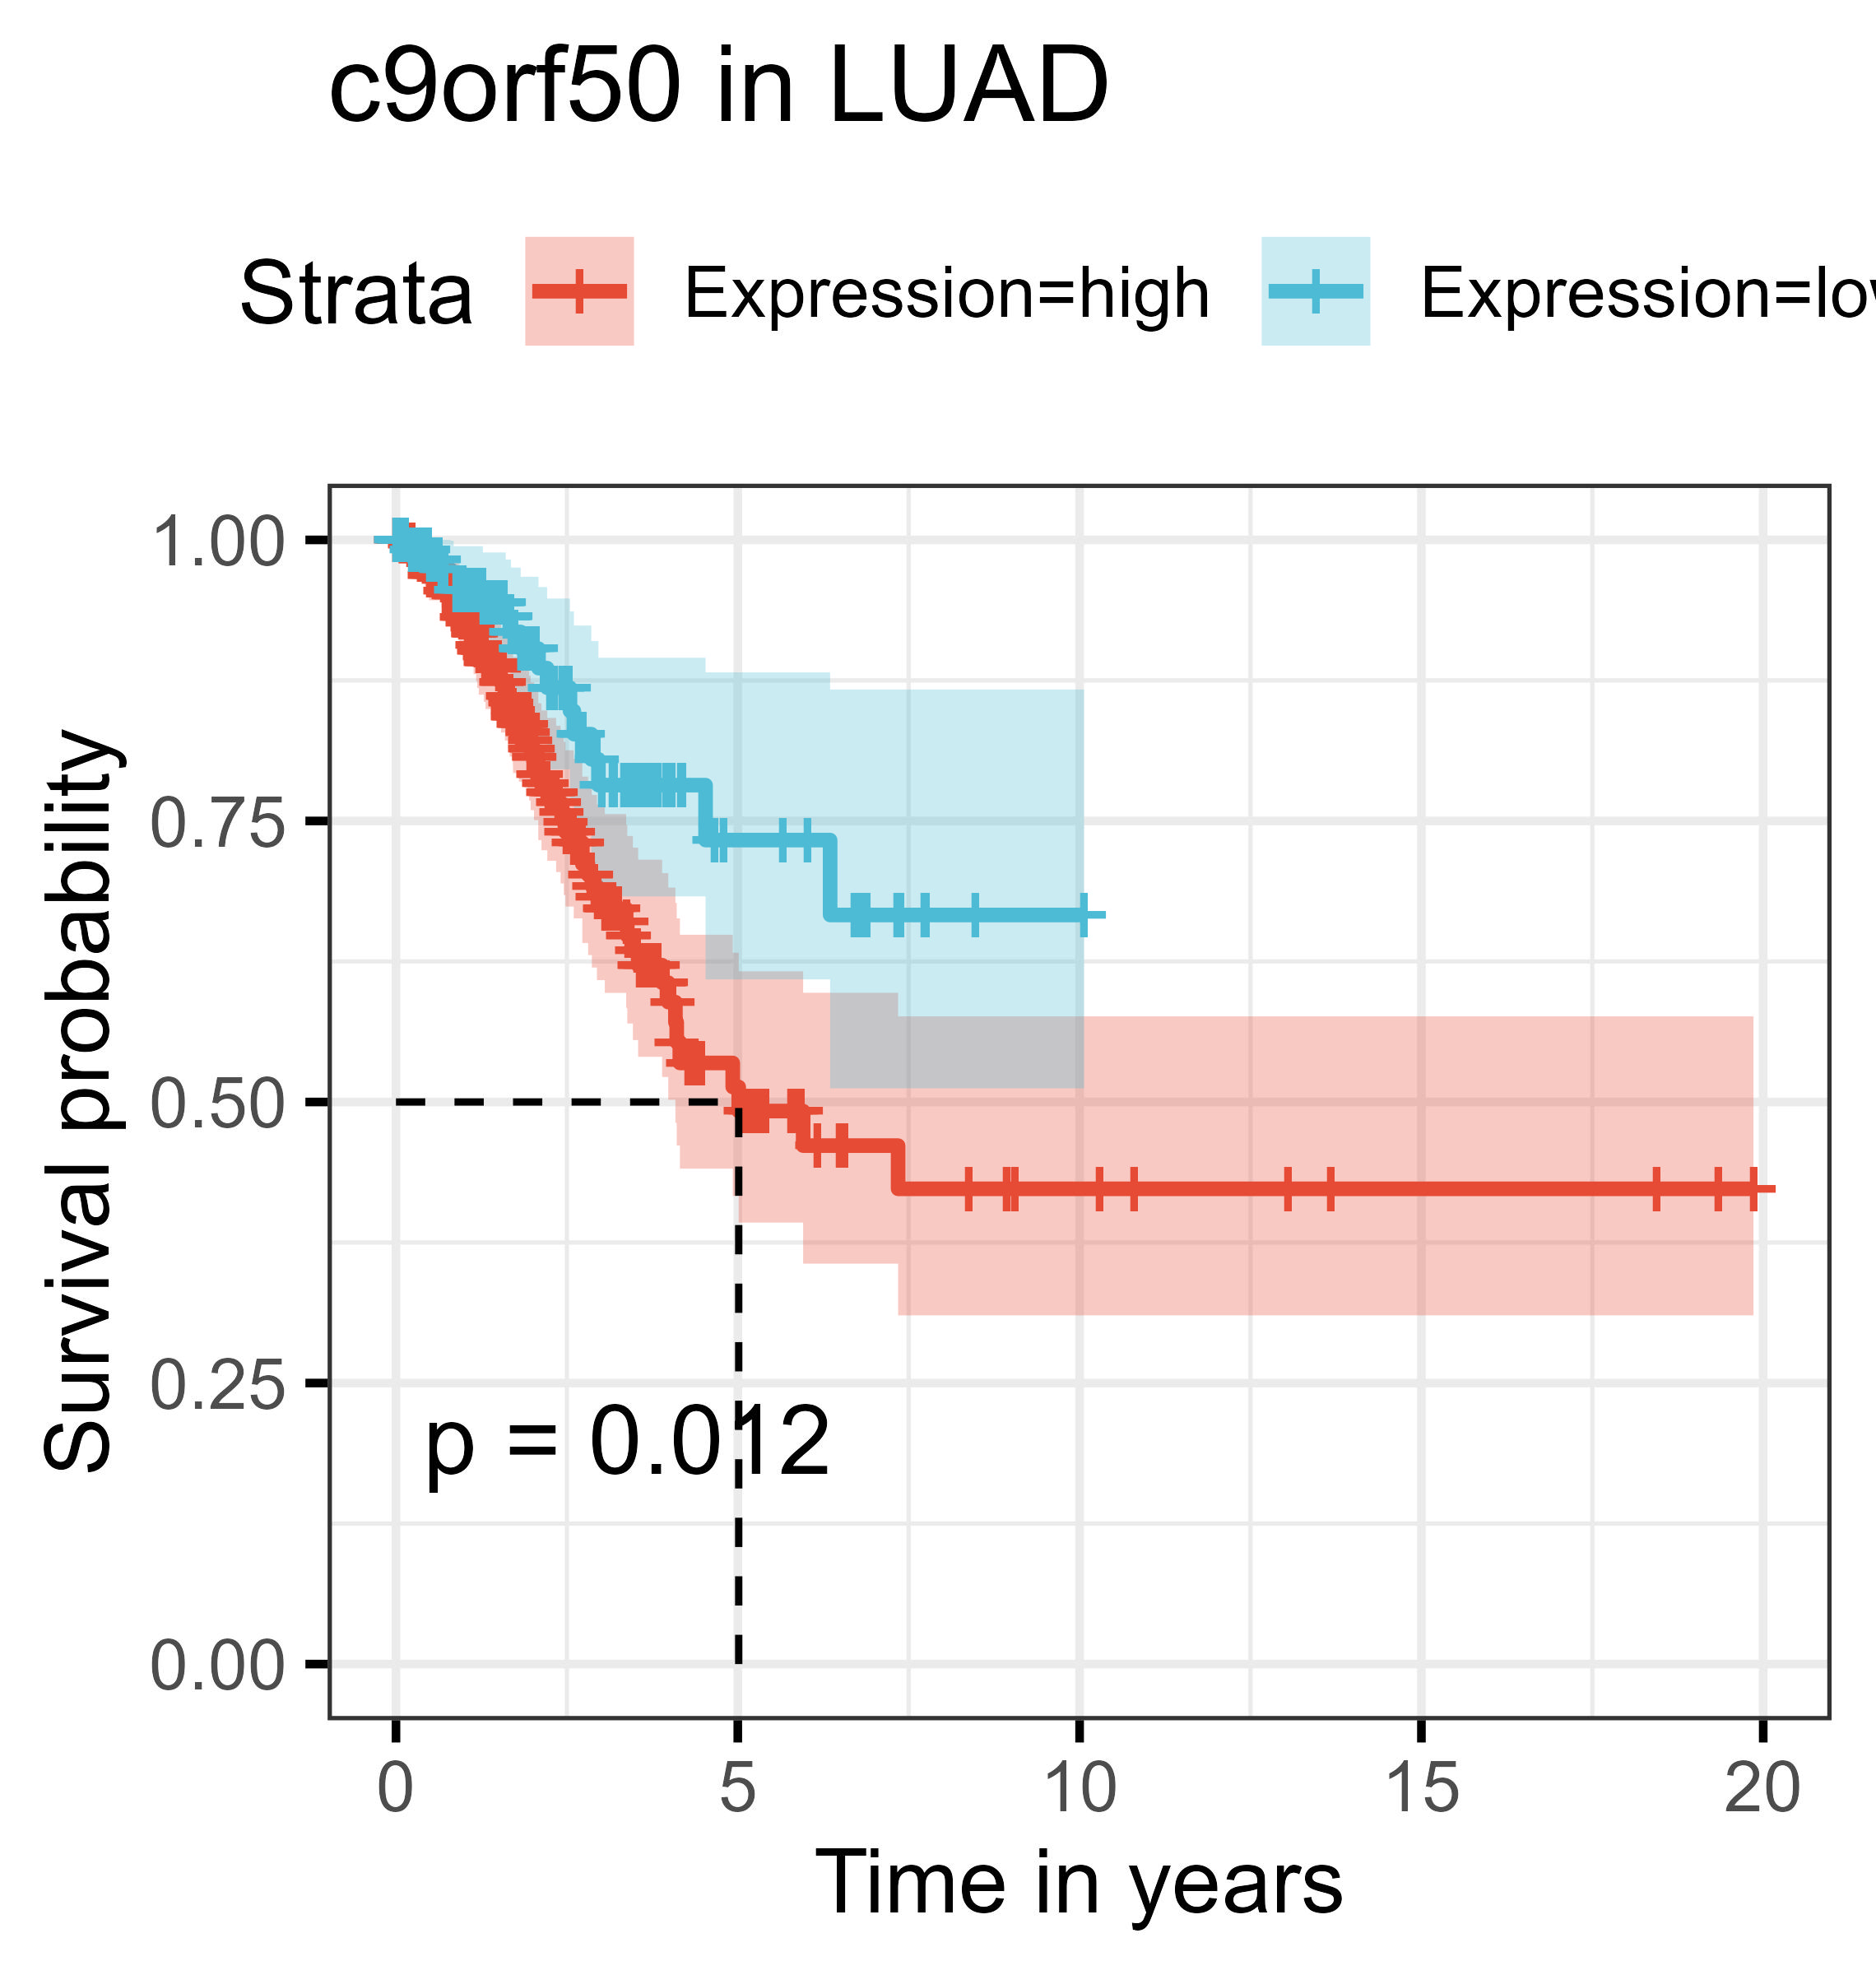 c9orf50 in LUAD
Strata Expression=high Expression=lo
1.00
0.75
0.50
0.25
0.00
Survival probability
p = 0.012
0 5 10 15 20
Time in years